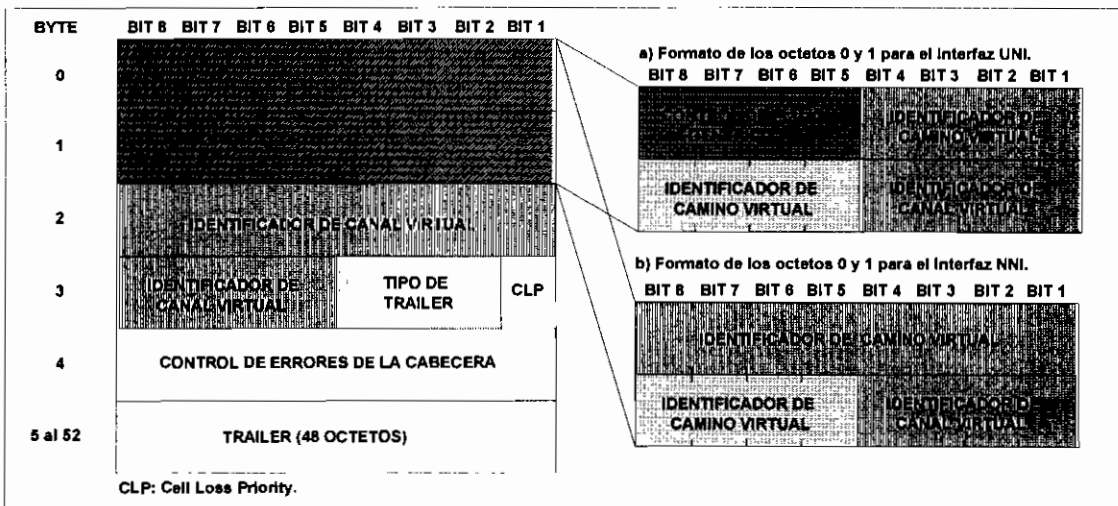 BYTE BIT 8 BIT 7 BIT 6 BIT 5 BIT 4 BIT 3 BIT 2 BIT 1
0
1
2 IDENTIFICADOR DE CANAL VIRTUAL
3 IDENTIFICADOR DE
CANAL VIRTUAL
TIPO DE
TRAILER
CLP
4 CONTROL DE ERRORES DE LA CABECERA
5 al 52 TRAILER (48 OCTETOS)
CLP: Cell Loss Priority.
a) Formato de los octetos 0 y 1 para el Interfaz UNI.
BIT 8 BIT 7 BIT 6 BIT 5 BIT 4 BIT 3 BIT 2 BIT 1
IDENTIFICADOR D
CAMINO VIRTUAL
IDENTIFICADOR DE
CAMINO VIRTUAL
IDENTIFICADOR D
CANAL VIRTUAL
b) Formato de los octetos 0 y 1 para el Interfaz NNI.
BIT 8 BIT 7 BIT 6 BIT 5 BIT 4 BIT 3 BIT 2 BIT 1
IDENTIFICADOR DE CAMINO VIRTUAL
IDENTIFICADOR DE
CAMINO VIRTUAL
IDENTIFICADOR D
CANAL VIRTUAL